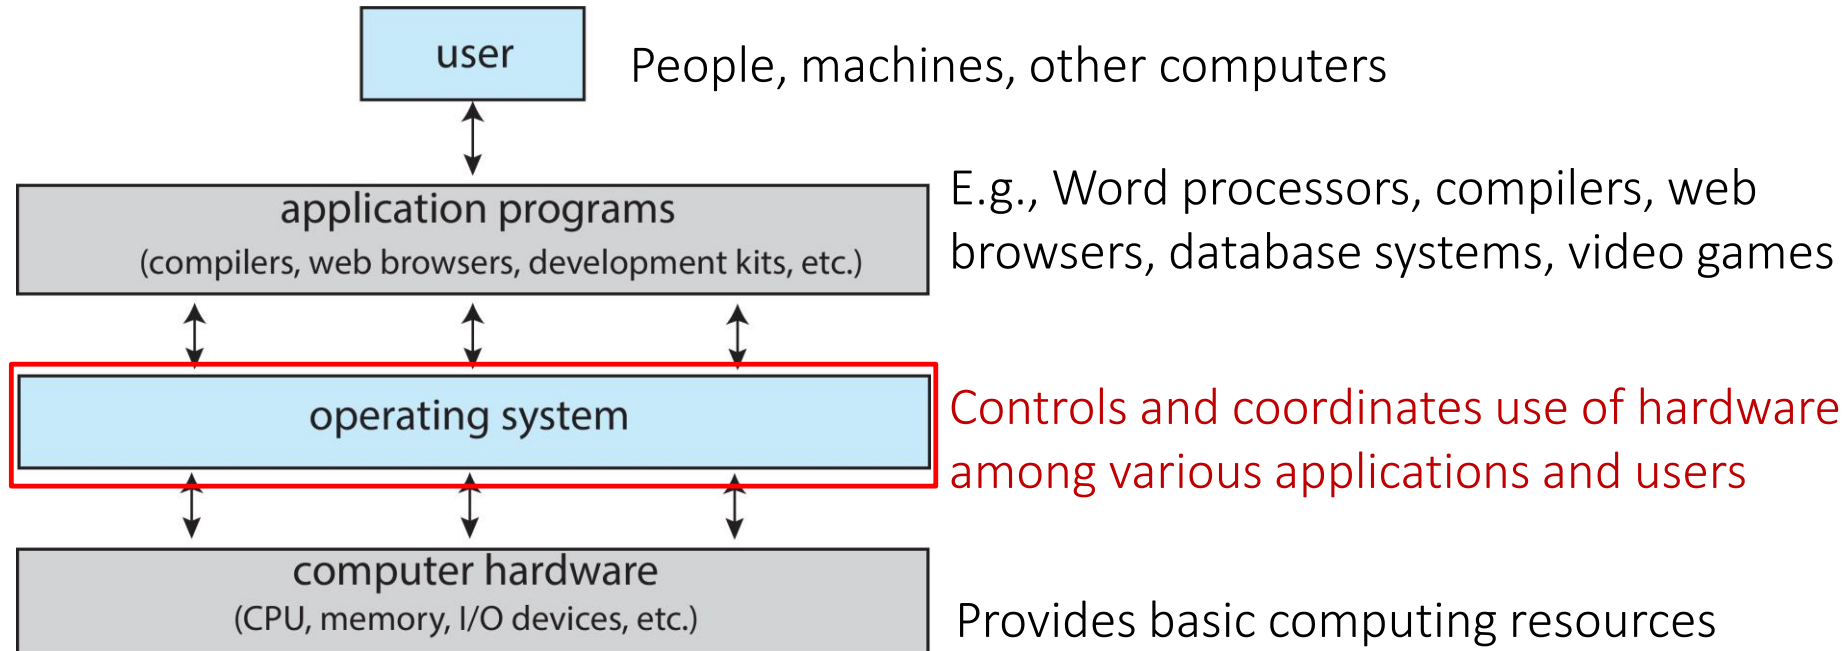 user
People, machines, other computers
application programs
(compilers, web browsers, development kits, etc.)
E.g., Word processors, compilers, web
browsers, database systems, video games
operating system
Controls and coordinates use of hardware
among various applications and users
computer hardware
(CPU, memory, I/O devices, etc.)
Provides basic computing resources